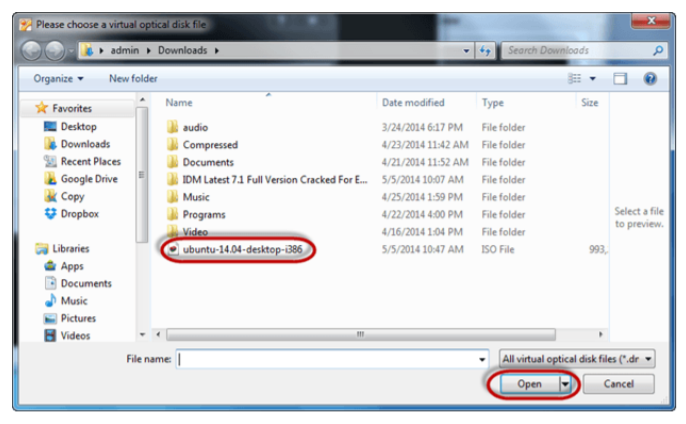 Please choose a virtual optical disk file
admin Downloads
Search Downloads
Organize New folder
Favorites
Desktop
Downloads
Recent Places
Google Drive
Copy
Dropbox
Libraries
Apps
Documents
Music
Pictures
Videos
Name Date modified Type Size
audio 3/24/2014 6:17 PM File folder
Compressed 4/23/2014 11:42 AM File folder
Documents 4/21/2014 11:52 AM File folder
IDM Latest 7.1 Full Version Cracked For E... 5/5/2014 10:07 AM File folder
Music 4/25/2014 1:59 PM File folder
Programs 4/22/2014 4:00 PM File folder
Video 4/16/2014 1:04 PM File folder
ubuntu-14.04-desktop-i386 5/5/2014 10:47 AM ISO File 993,
Select a file
to preview.
File name: All virtual optical disk files (*.dr
Open Cancel